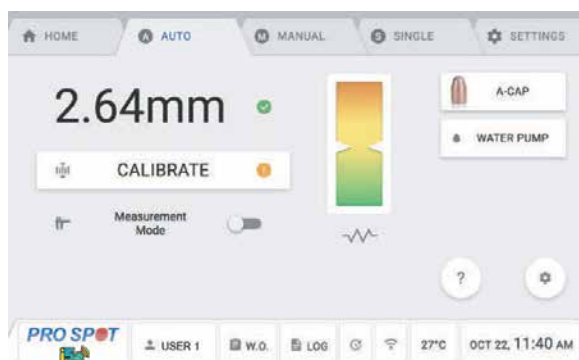 HOME
A AUTO
M MANUAL
S SINGLE
SETTINGS
2.64mm
A-CAP
WATER PUMP
CALIBRATE
!
Measurement
Mode
?
PRO SPOT
i5s
USER 1
W.O.
LOG
27°C
OCT 22, 11:40 AM